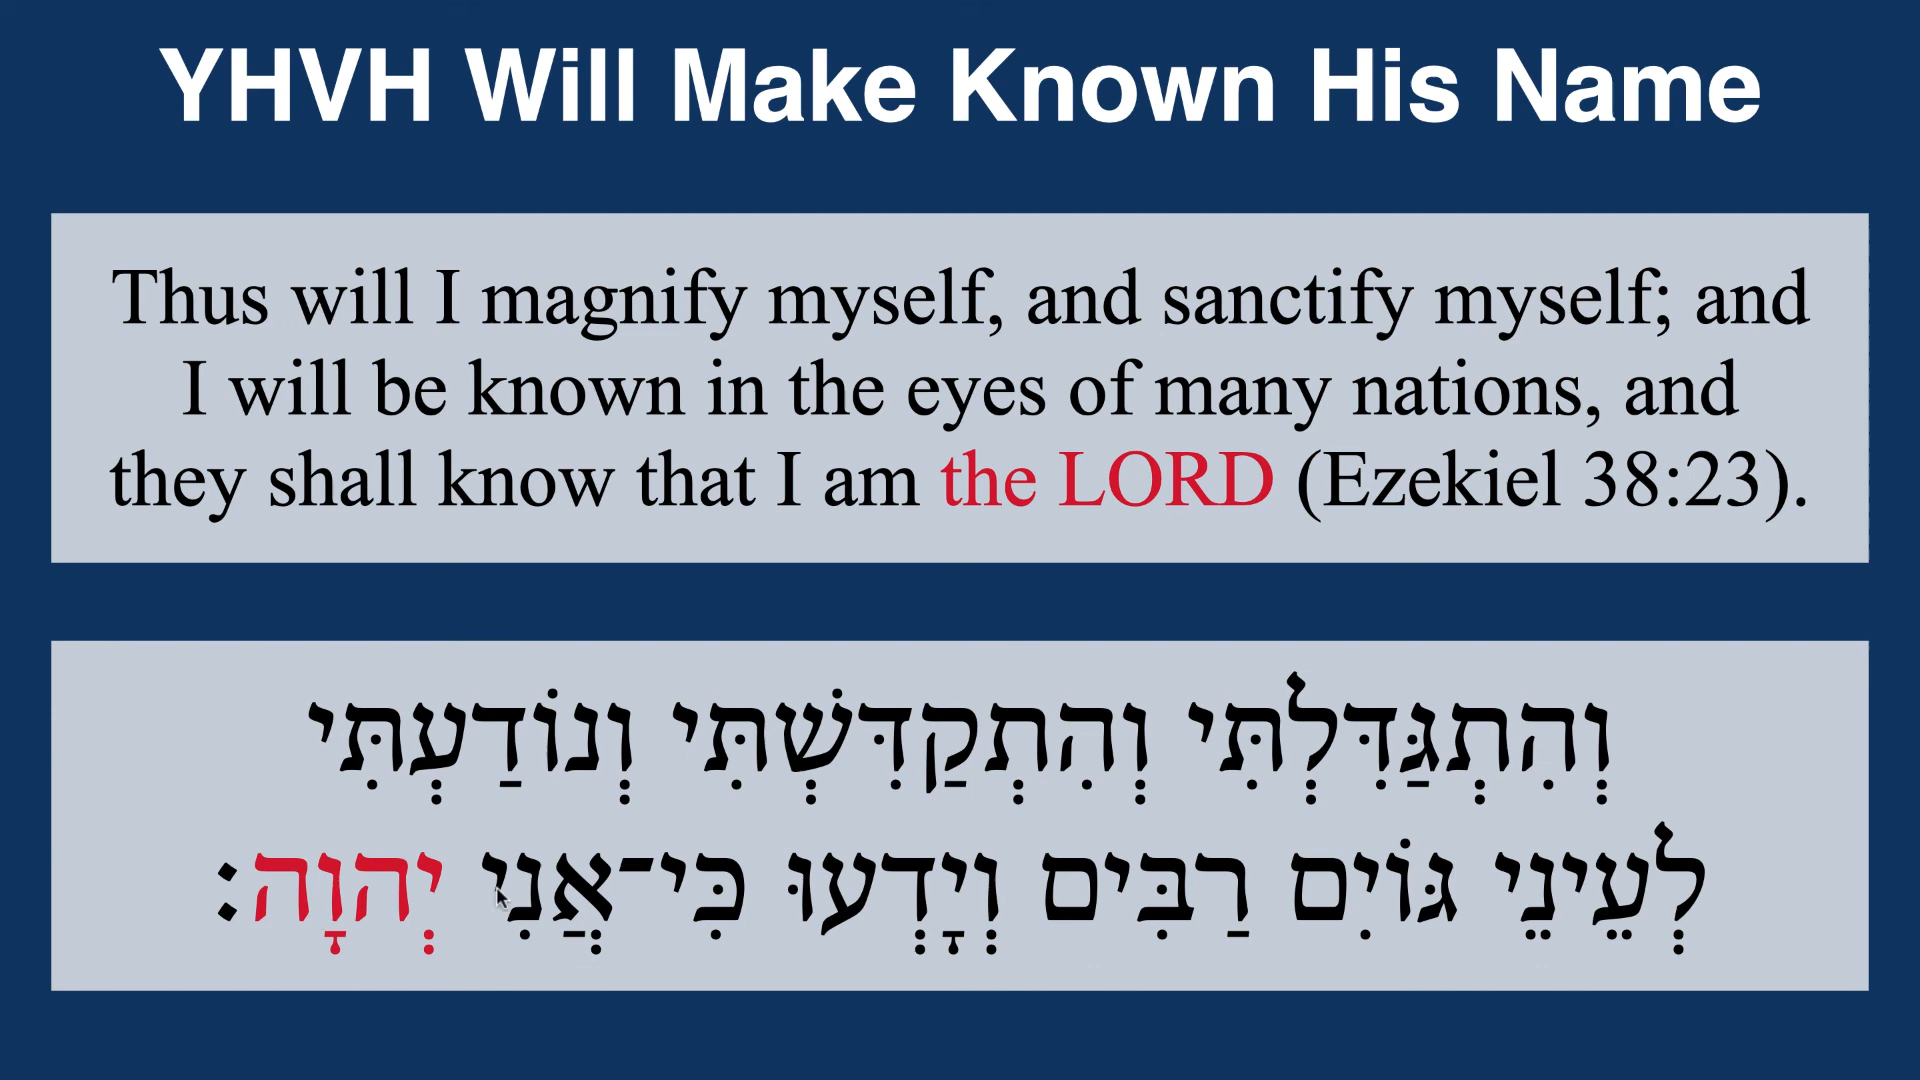 YHVH Will Make Known His Name
Thus will I magnify myself, and sanctify myself; and
I will be known in the eyes of many nations, and
they shall know that I am the LORD (Ezekiel 38:23).
וְהִתְגַּדִּלְתִּי וְהִתְקַדִּשְׁתִּי וְנוֹדַעְתִּי
לְעֵינֵי גּוֹיִם רַבִּים וְיָדְעוּ כִּי־אֲנִי יְהוָה׃